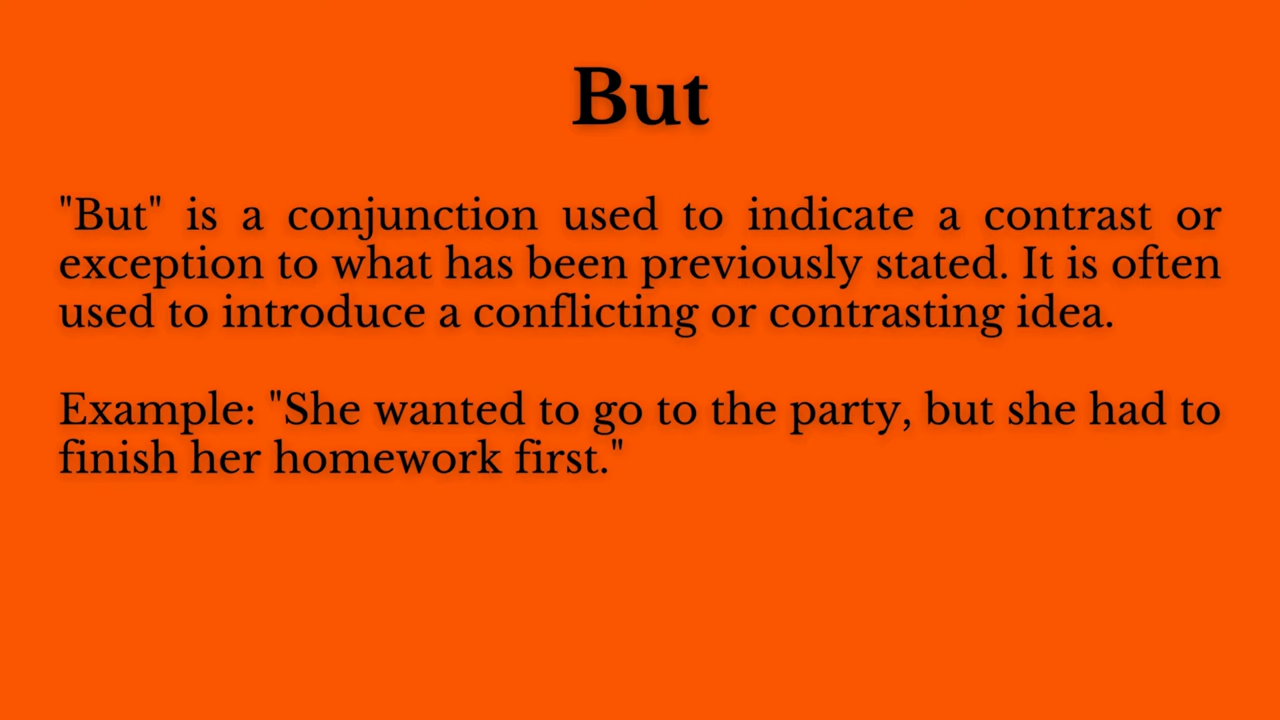 But
"But" is a conjunction used to indicate a contrast or
exception to what has been previously stated. It is often
used to introduce a conflicting or contrasting idea.
Example: "She wanted to go to the party, but she had to
finish her homework first."